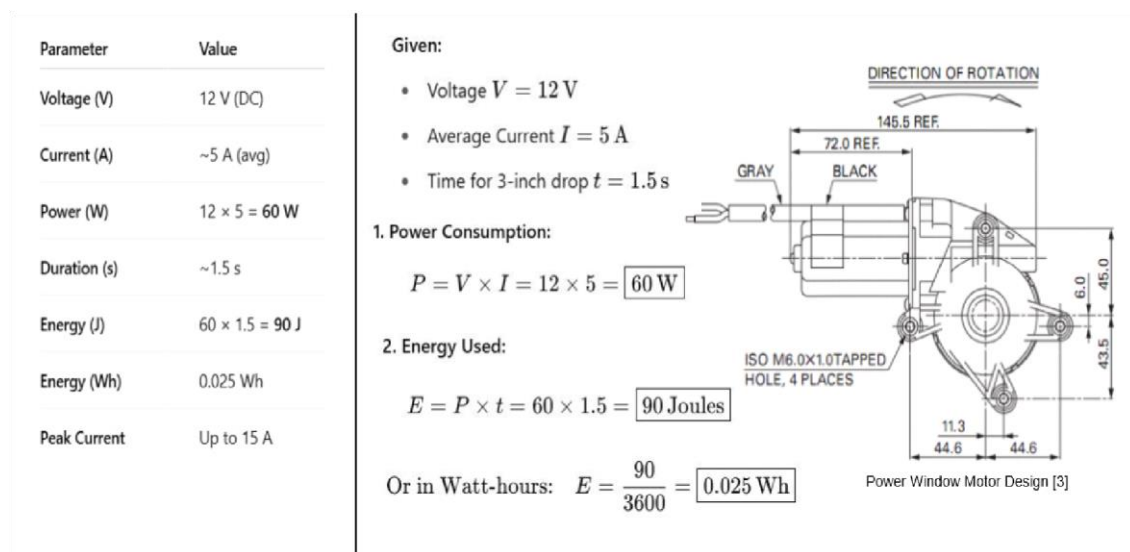 Parameter Value
Voltage (V) 12 V (DC)
Current (A) ~5 A (avg)
Power (W) 12 × 5 = 60 W
Duration (s) ~1.5 s
Energy (J) 60 × 1.5 = 90 J
Energy (Wh) 0.025 Wh
Peak Current Up to 15 A
Given:
• Voltage V = 12 V
• Average Current I = 5 A
• Time for 3-inch drop t = 1.5 s
1. Power Consumption:
P = V × I = 12 × 5 = 60 W
2. Energy Used:
E = P × t = 60 × 1.5 = 90 Joules
Or in Watt-hours: E = 90/3600 = 0.025 Wh
DIRECTION OF ROTATION
145.5 REF.
72.0 REF.
GRAY BLACK
6.0
45.0
43.5
ISO M6.0X1.0TAPPED
HOLE, 4 PLACES
11.3
44.6 44.6
Power Window Motor Design [3]